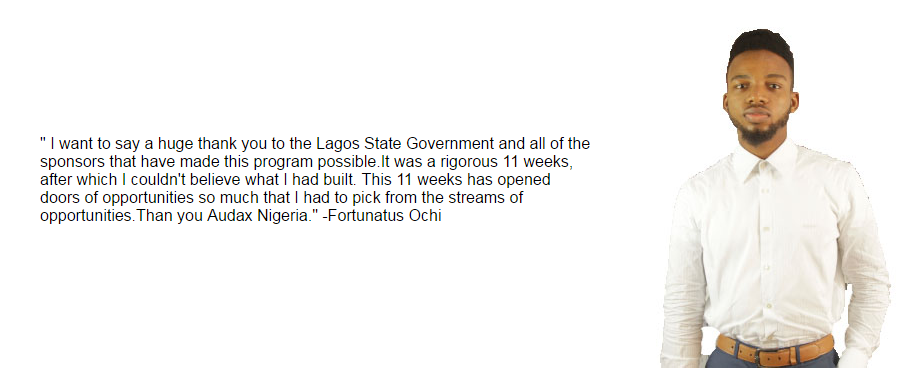 " I want to say a huge thank you to the Lagos State Government and all of the
sponsors that have made this program possible.It was a rigorous 11 weeks,
after which I couldn't believe what I had built. This 11 weeks has opened
doors of opportunities so much that I had to pick from the streams of
opportunities.Than you Audax Nigeria." -Fortunatus Ochi